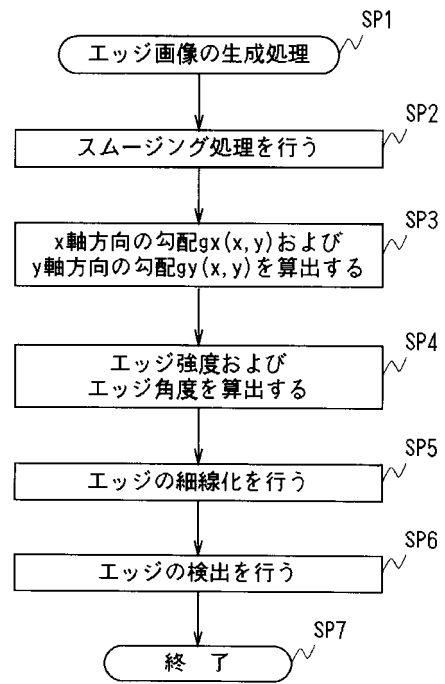 SP1
エッジ画像の生成処理
SP2
スムージング処理を行う
SP3
x軸方向の勾配gx(x,y)および
y軸方向の勾配gy(x,y)を算出する
SP4
エッジ強度および
エッジ角度を算出する
SP5
エッジの細線化を行う
SP6
エッジの検出を行う
SP7
終 了